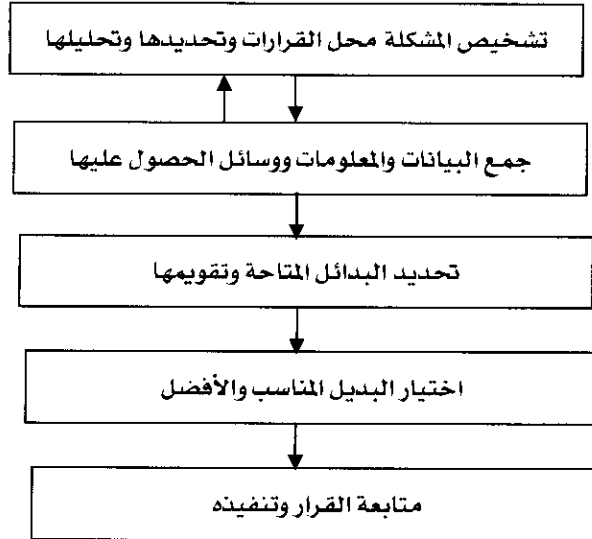 تشخيص المشكلة محل القرارات وتحديدها وتحليلها
جمع البيانات والمعلومات ووسائل الحصول عليها
تحديد البدائل المتاحة وتقويمها
اختيار البديل المناسب والأفضل
متابعة القرار وتنفيذه